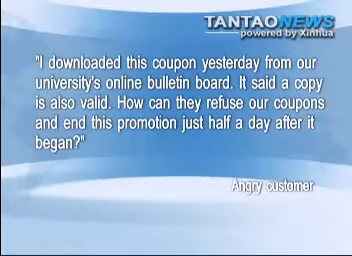 TANTAONEWS
powered by Xinhua
"I downloaded this coupon yesterday from our
university's online bulletin board. It said a copy
is also valid. How can they refuse our coupons
and end this promotion just half a day after it
began?"
Angry customer